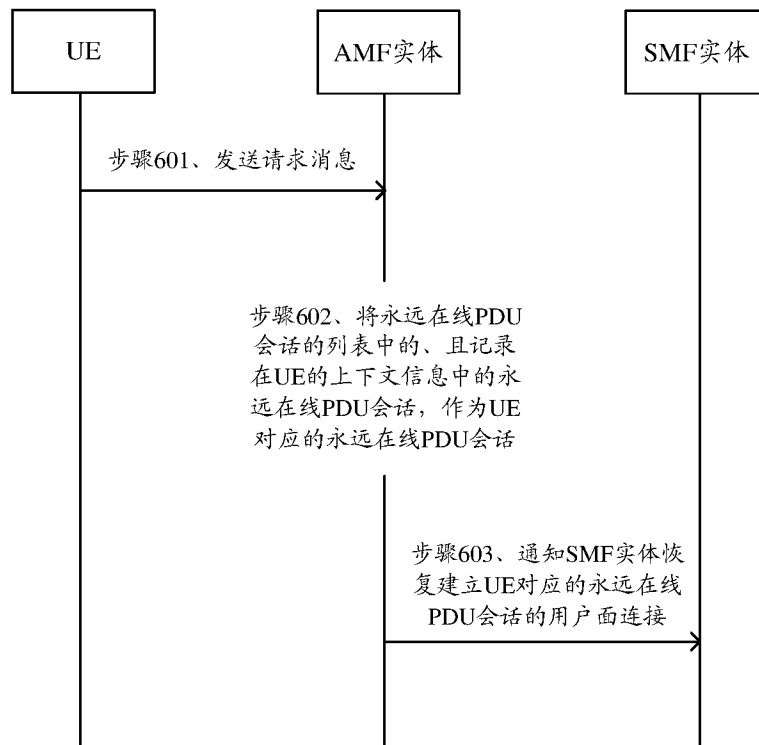 UE
AMF实体
SMF实体
步骤601、发送请求消息
步骤602、将永远在线PDU
会话的列表中的、且记录
在UE的上下文信息中的永
远在线PDU会话，作为UE
对应的永远在线PDU会话
步骤603、通知SMF实体恢
复建立UE对应的永远在线
PDU会话的用户面连接